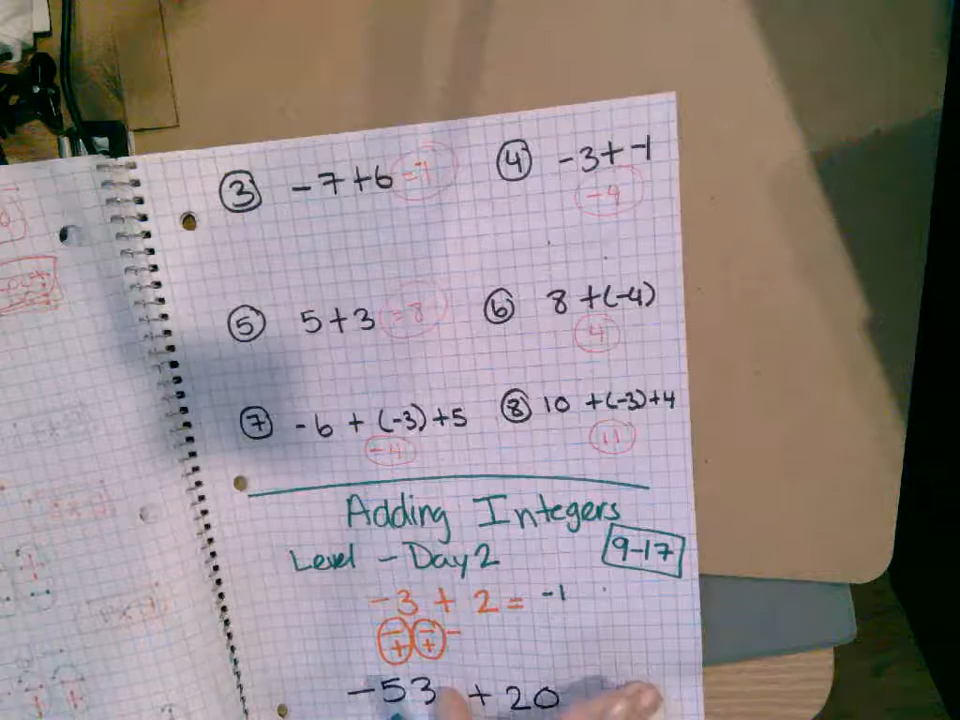 ③ -7+6 =-1
④ -3+-1
-4
⑤ 5+3 =8
⑥ 8+(-4)
4
⑦ -6 + (-3)+5
-4
⑧ 10 +(-3)+4
11
Adding Integers
Level - Day 2
9-17
-3 + 2 = -1
-53 + 20